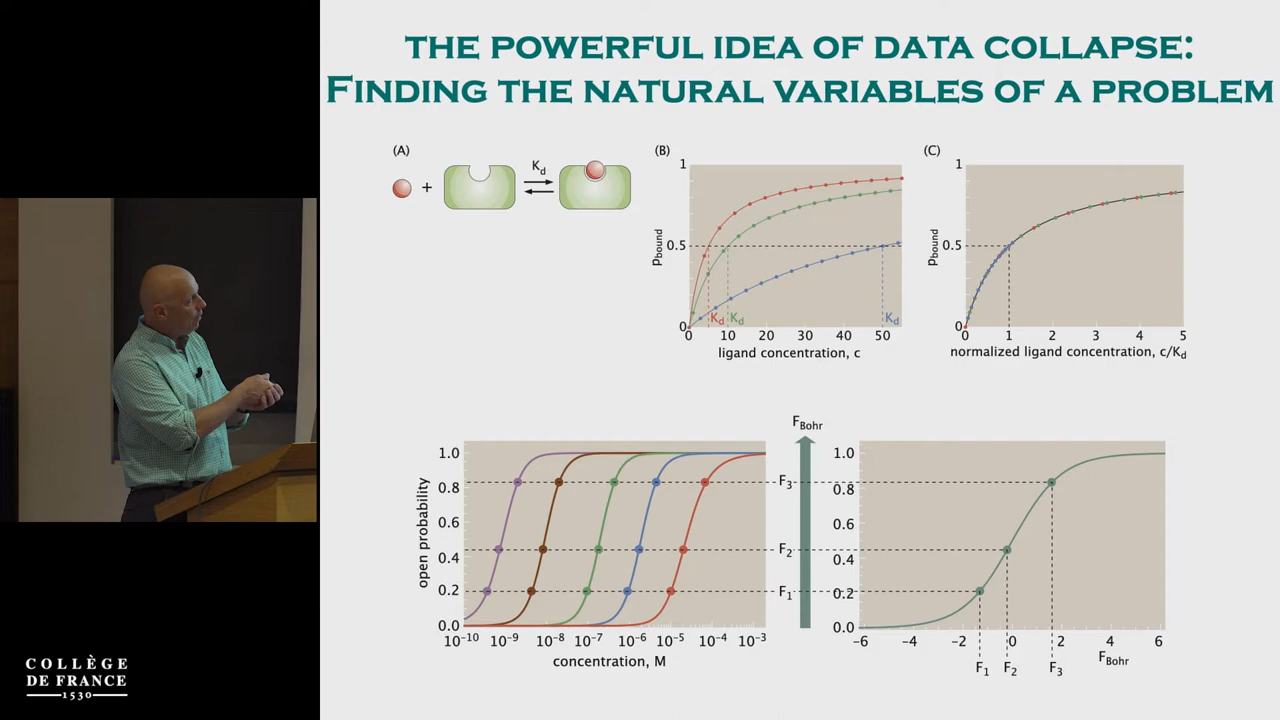 THE POWERFUL IDEA OF DATA COLLAPSE:
FINDING THE NATURAL VARIABLES OF A PROBLEM
(A)
+
Kd
(B)
1
0.5
0
pbound
Kd
Kd
Kd
0 10 20 30 40 50
ligand concentration, c
(C)
1
0.5
0
pbound
0 1 2 3 4 5
normalized ligand concentration, c/Kd
open probability
1.0
0.8
0.6
0.4
0.2
0.0
10-10 10-9 10-8 10-7 10-6 10-5 10-4 10-3
concentration, M
FBohr
F3
F2
F1
1.0
0.8
0.6
0.4
0.2
0.0
−6 −4 −2 0 2 4 6
F1 F2 F3
FBohr
COLLÈGE
DE FRANCE
1530